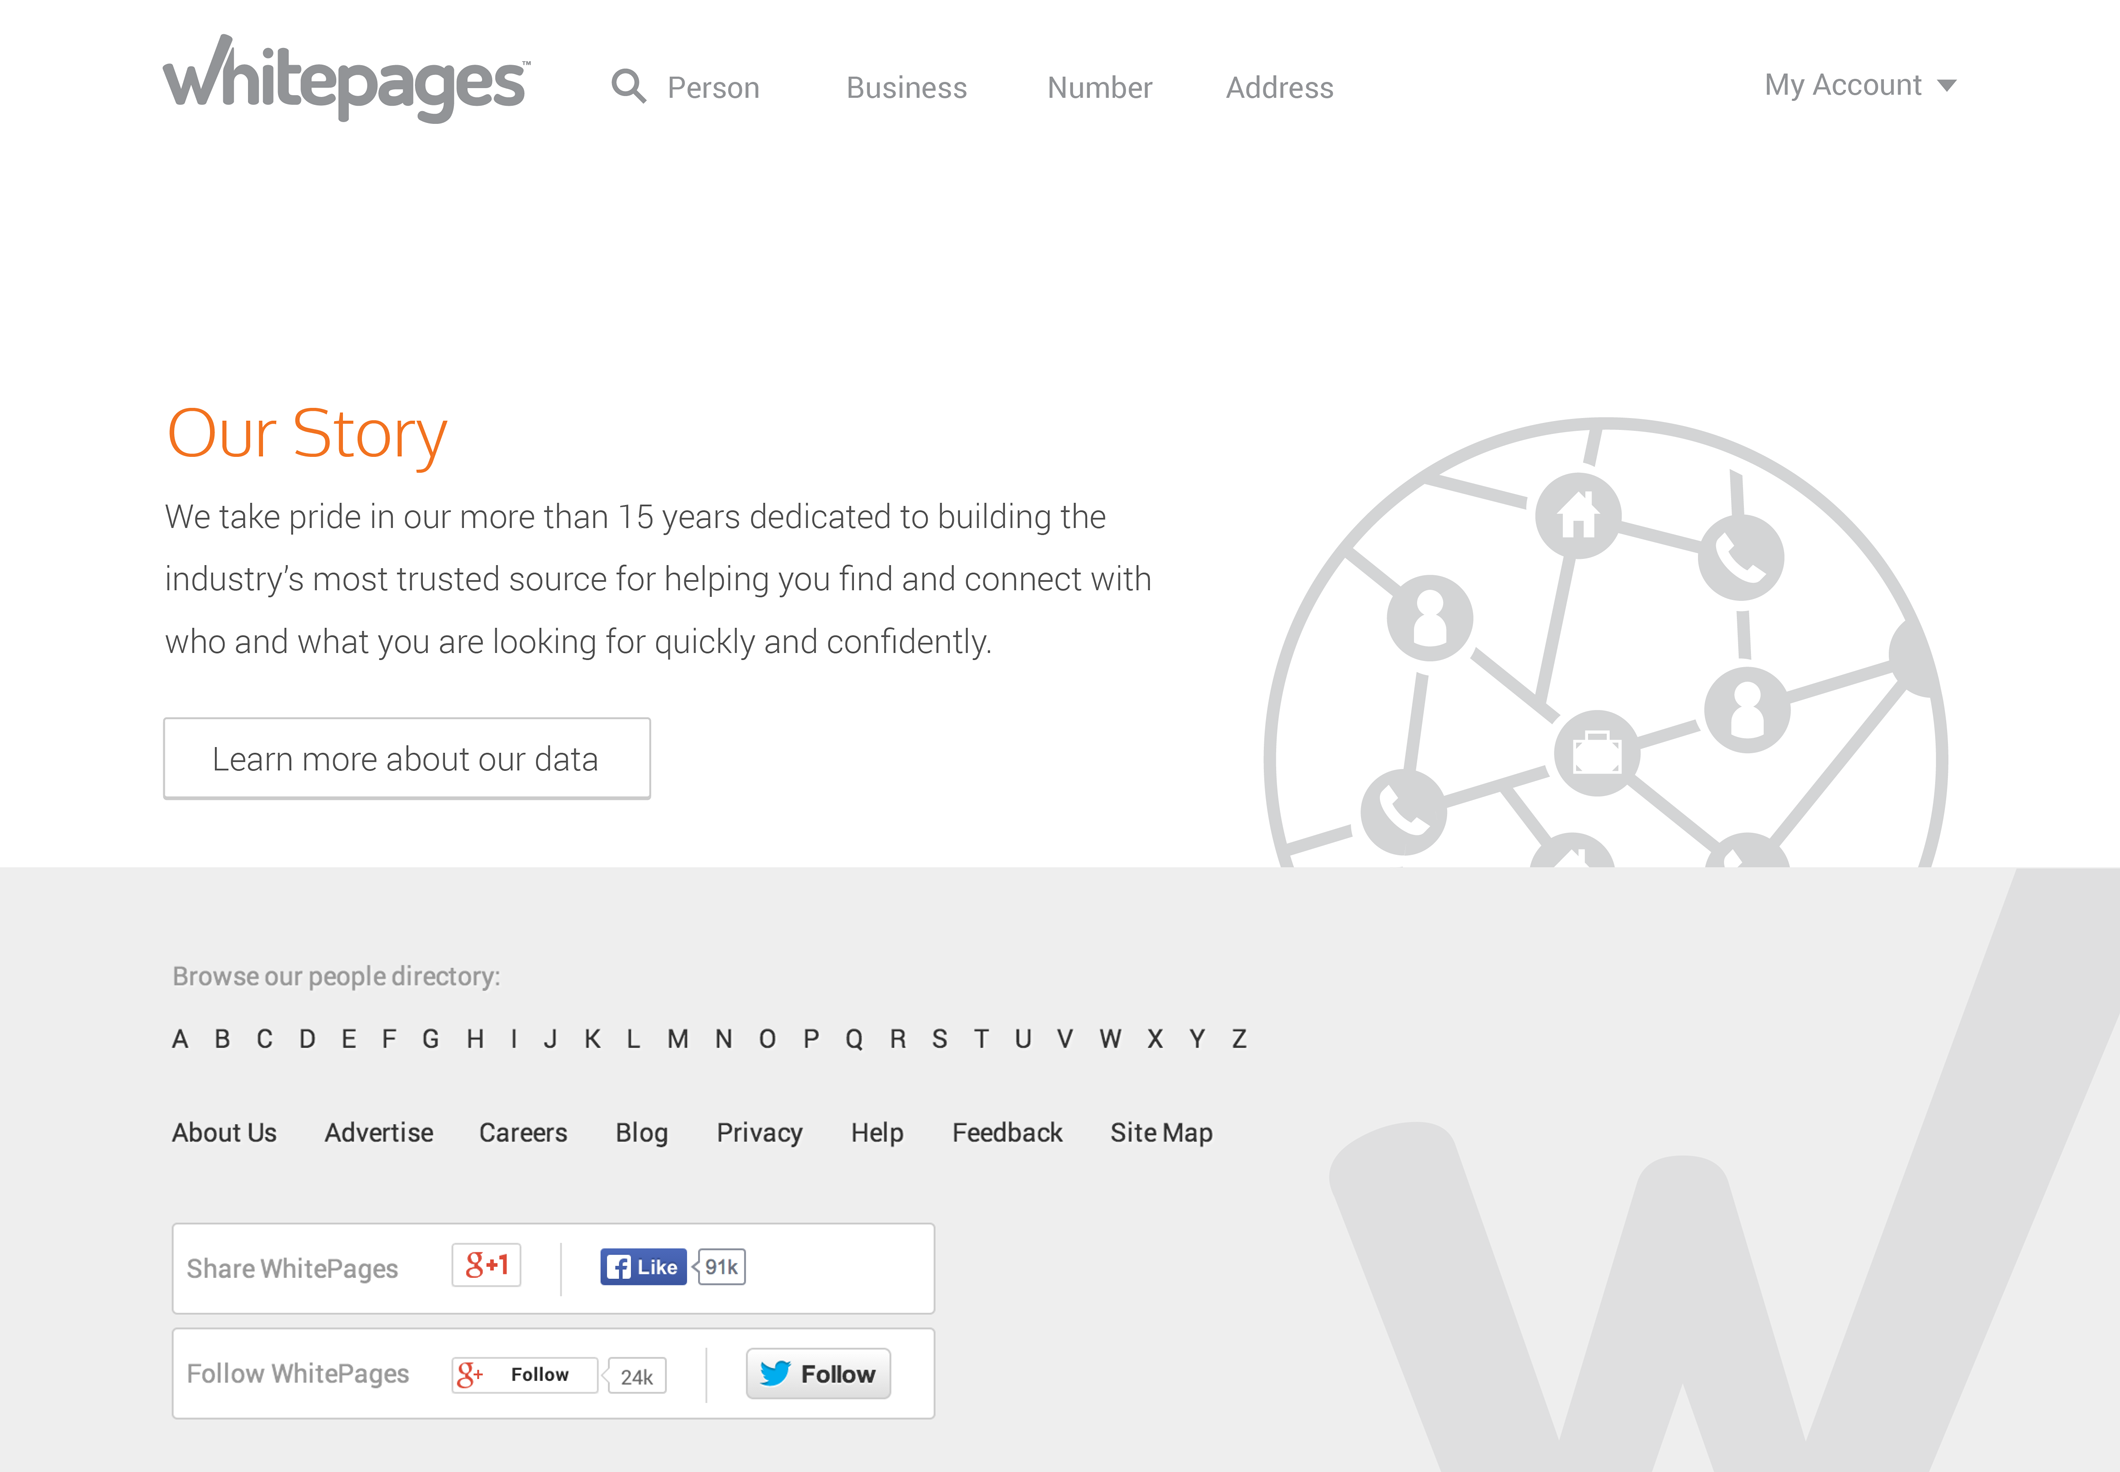 whitepages™ Person Business Number Address My Account
Our Story
We take pride in our more than 15 years dedicated to building the
industry’s most trusted source for helping you find and connect with
who and what you are looking for quickly and confidently.
Learn more about our data
Browse our people directory:
A B C D E F G H I J K L M N O P Q R S T U V W X Y Z
About Us Advertise Careers Blog Privacy Help Feedback Site Map
Share WhitePages g+1 Like 91k
Follow WhitePages g+ Follow 24k Follow